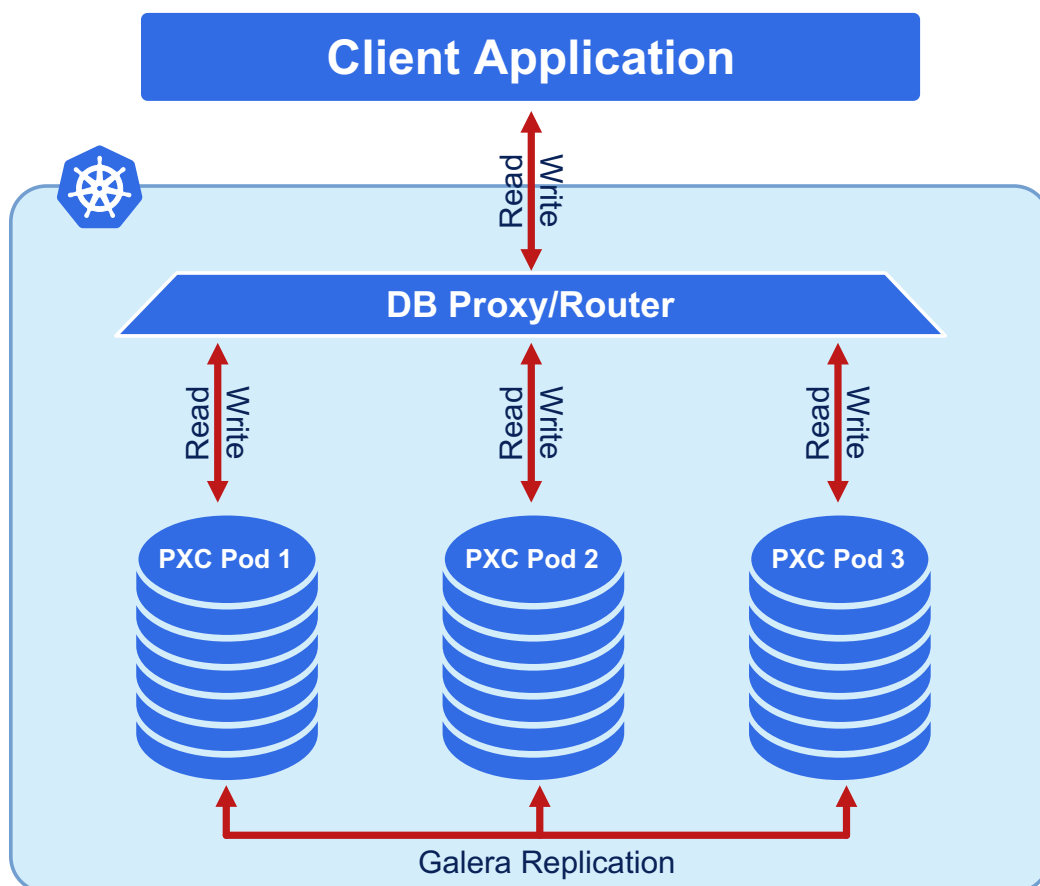 Client Application
Read
Write
DB Proxy/Router
Read
Write
Read
Write
Read
Write
PXC Pod 1
PXC Pod 2
PXC Pod 3
Galera Replication